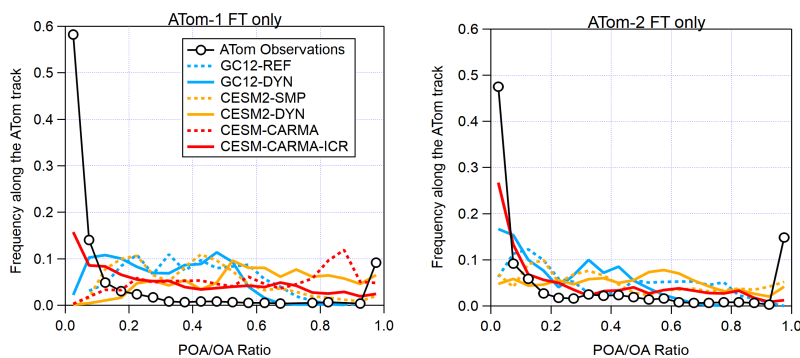 ATom-1 FT only
Frequency along the ATom track
0.6
0.5
0.4
0.3
0.2
0.1
0.0
0.0 0.2 0.4 0.6 0.8 1.0
POA/OA Ratio
ATom Observations
GC12-REF
GC12-DYN
CESM2-SMP
CESM2-DYN
CESM-CARMA
CESM-CARMA-ICR
ATom-2 FT only
Frequency along the ATom track
0.6
0.5
0.4
0.3
0.2
0.1
0.0
0.0 0.2 0.4 0.6 0.8 1.0
POA/OA Ratio